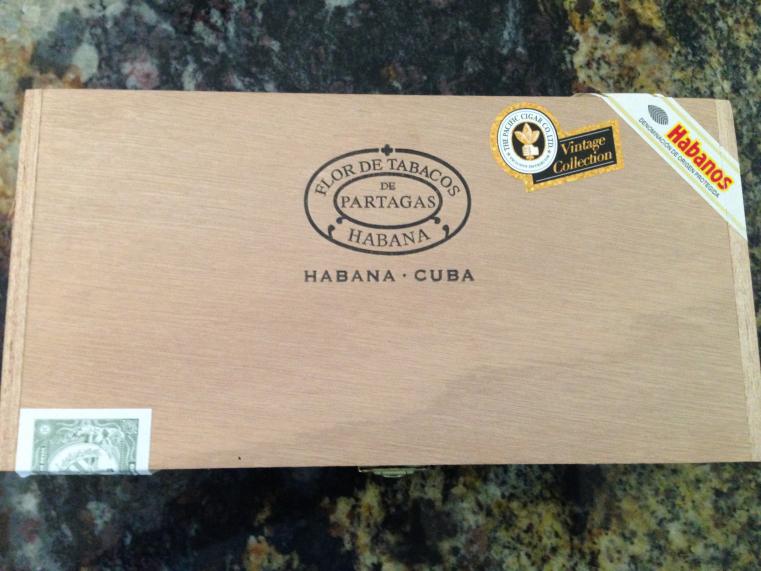 FLOR DE TABACOS
DE
PARTAGAS
HABANA
HABANA · CUBA
THE PACIFIC CIGAR CO. LTD.
Vintage
Collection
Habanos
DENOMINACIÓN DE ORIGEN PROTEGIDA